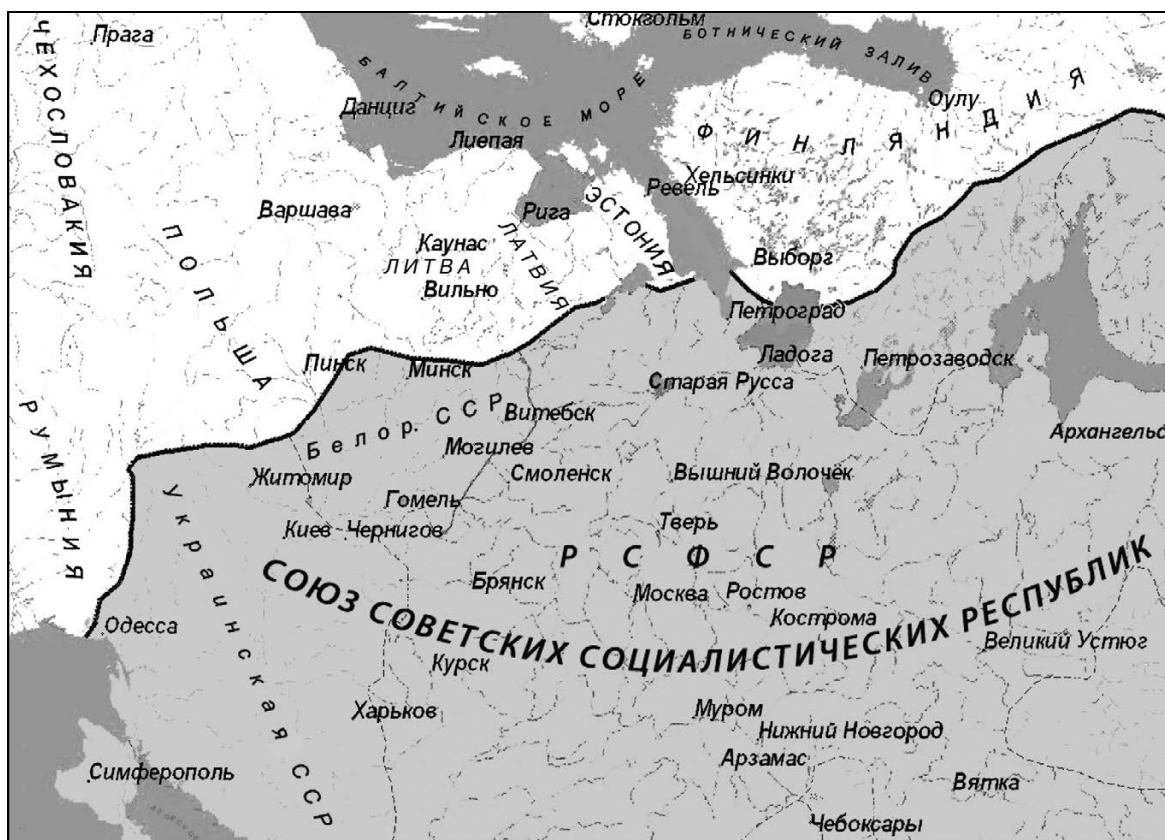 Стокгольм
БОТНИЧЕСКИЙ ЗАЛИВ
Прага
ЧЕХОСЛОВАКИЯ
БАЛТИЙСКОЕ МОРЕ
Данциг
Лиепая
Оулу
ФИНЛЯНДИЯ
Хельсинки
Ревель
Варшава
Рига
ЭСТОНИЯ
ПОЛЬША
Каунас
ЛИТВА
ЛАТВИЯ
Вильно
Выборг
Петроград
Ладога
Петрозаводск
Пинск
Минск
Старая Русса
РУМЫНИЯ
Белор. ССР
Витебск
Могилев
Архангельс
Житомир
Смоленск
Вышний Волочёк
Украинская ССР
Гомель
Киев
Чернигов
Тверь
РСФСР
СОЮЗ СОВЕТСКИХ СОЦИАЛИСТИЧЕСКИХ РЕСПУБЛИК
Брянск
Москва
Ростов
Кострома
Одесса
Великий Устюг
Курск
Харьков
Муром
Нижний Новгород
Арзамас
Симферополь
Вятка
Чебоксары